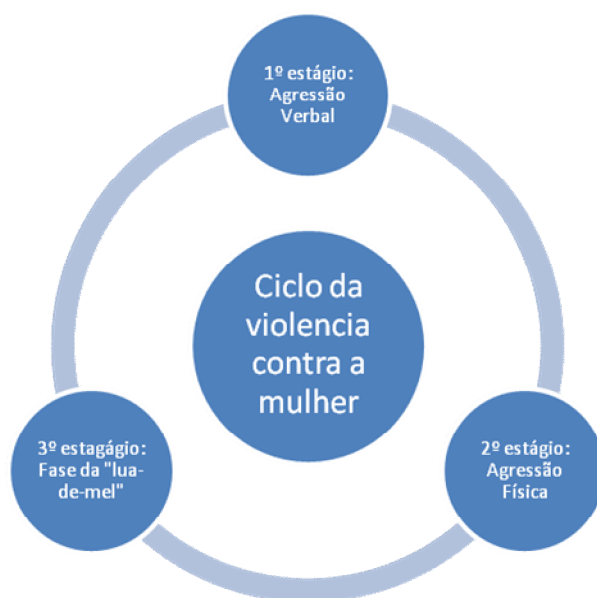 1º estágio:
Agressão
Verbal
Ciclo da
violencia
contra a
mulher
3º estagágio:
Fase da "lua-
de-mel"
2º estágio:
Agressão
Física